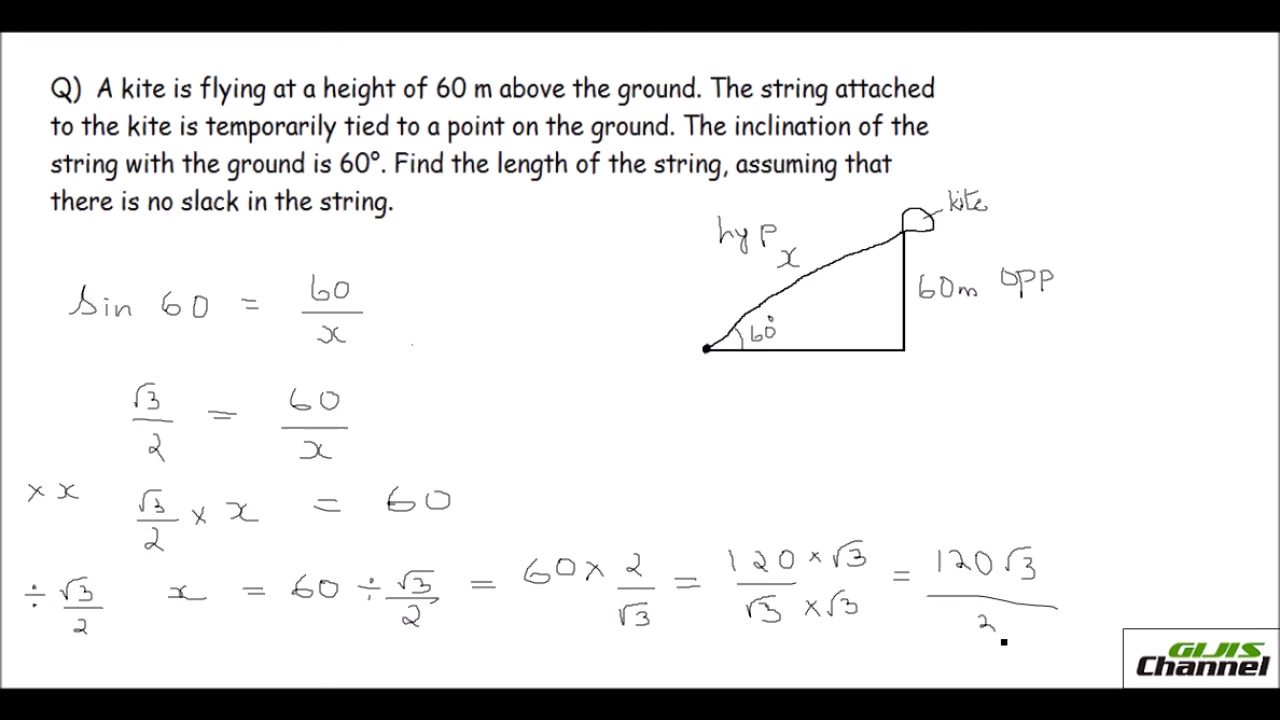 Q) A kite is flying at a height of 60 m above the ground. The string attached
to the kite is temporarily tied to a point on the ground. The inclination of the
string with the ground is 60°. Find the length of the string, assuming that
there is no slack in the string.
kite
hyp
x
60m OPP
60°
Sin 60 = 60/x
√3/2 = 60/x
× x √3/2 × x = 60
÷ √3/2 x = 60 ÷ √3/2 = 60 × 2/√3 = 120 × √3 / √3 × √3 = 120√3 /
GIJIS
Channel